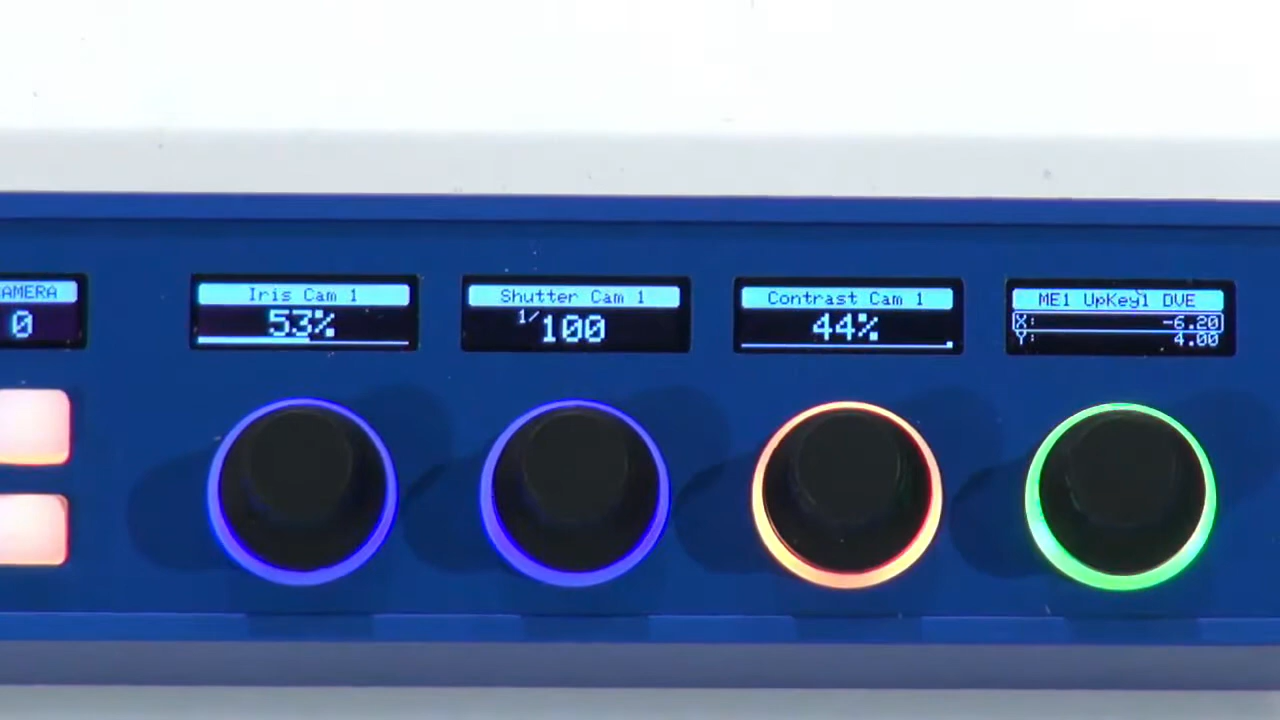 AMERA
0
Iris Cam 1
53%
Shutter Cam 1
1/100
Contrast Cam 1
44%
ME1 UpKey1 DVE
X: -6.20
Y: 4.00